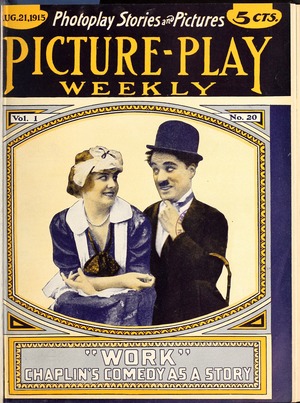 AUG.21,1915
Photoplay Stories and Pictures
5 CTS.
PICTURE-PLAY
WEEKLY
Vol. 1
No. 20
"WORK"
CHAPLIN'S COMEDY AS A STORY